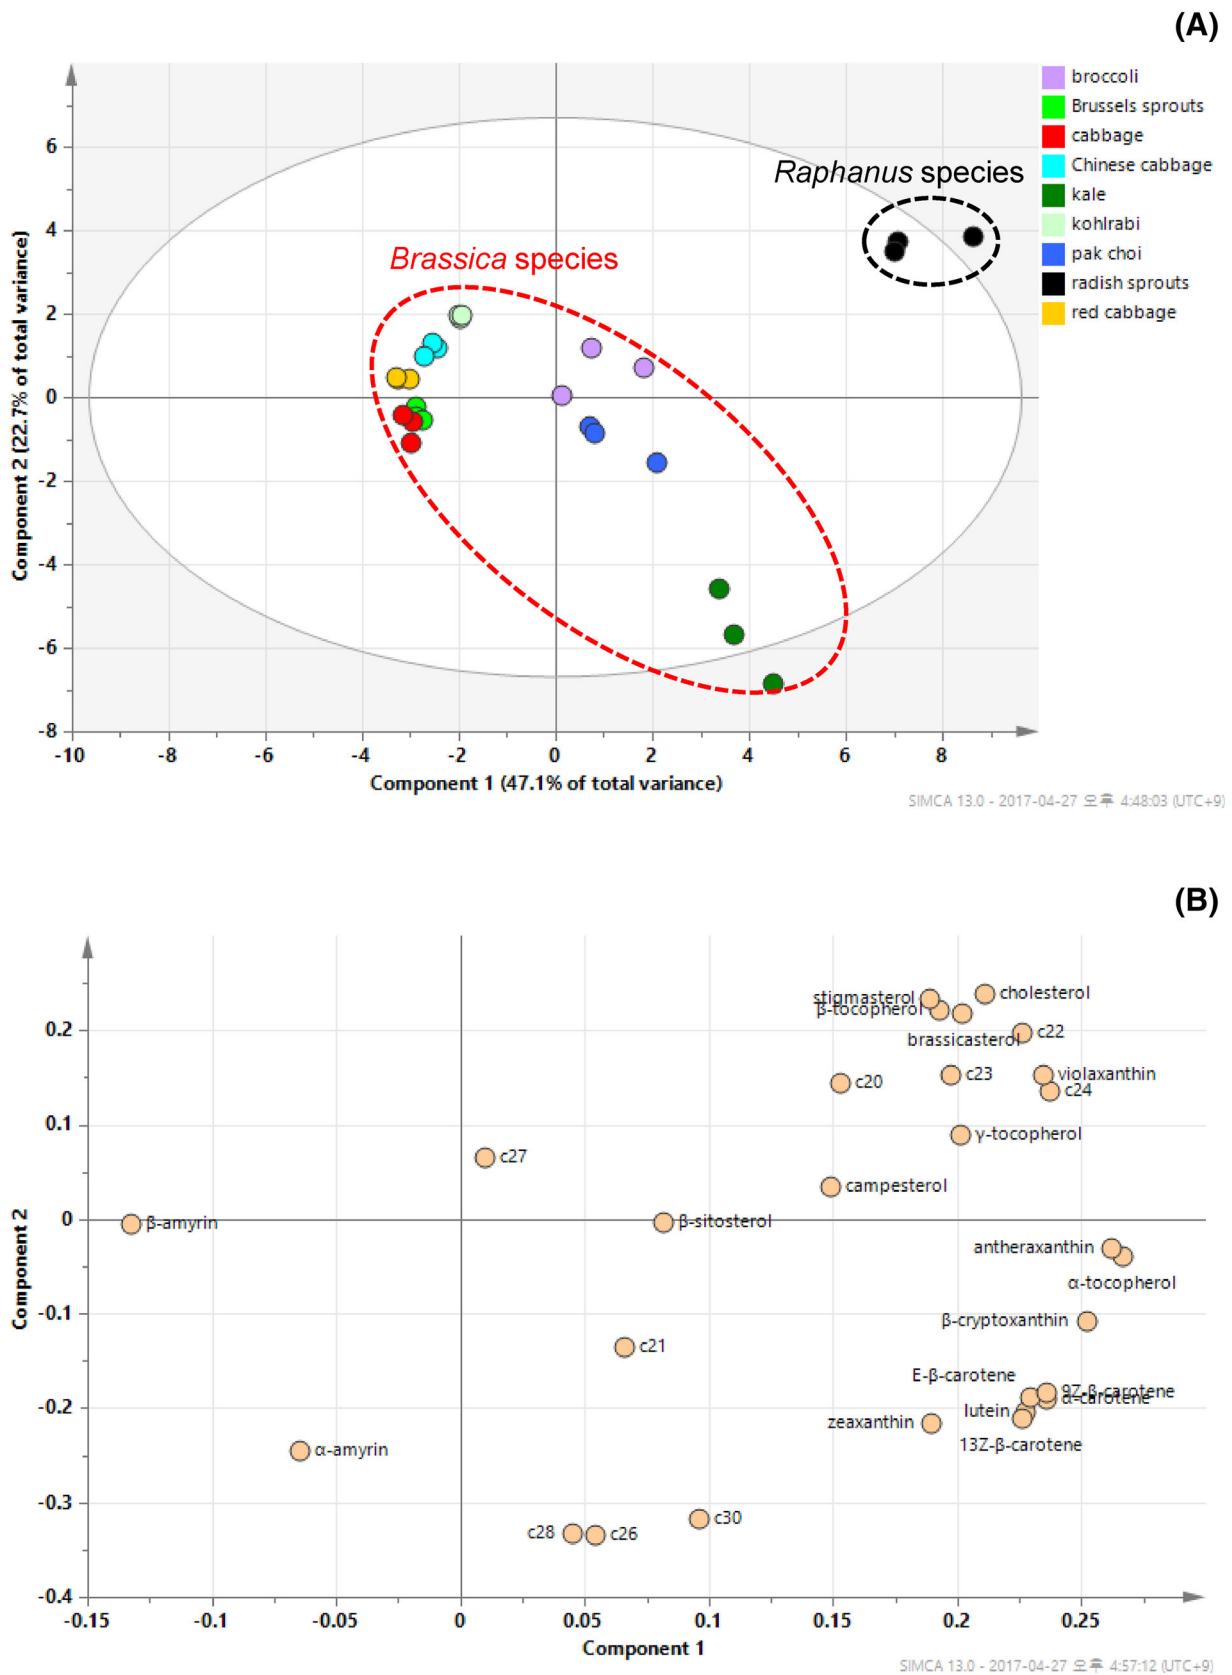 (A)
broccoli
Brussels sprouts
cabbage
Chinese cabbage
kale
kohlrabi
pak choi
radish sprouts
red cabbage
Raphanus species
Brassica species
6
4
2
0
-2
-4
-6
-8
Component 2 (22.7% of total variance)
-10 -8 -6 -4 -2 0 2 4 6 8
Component 1 (47.1% of total variance)
SIMCA 13.0 - 2017-04-27 오후 4:48:03 (UTC+9)
(B)
stigmasterol
cholesterol
β-tocopherol
brassicasterol
c22
c20
c23
violaxanthin
c24
γ-tocopherol
c27
campesterol
β-amyrin
β-sitosterol
antheraxanthin
α-tocopherol
β-cryptoxanthin
c21
E-β-carotene
9Z-β-carotene
α-carotene
lutein
zeaxanthin
13Z-β-carotene
α-amyrin
c30
c28
c26
0.2
0.1
0
-0.1
-0.2
-0.3
-0.4
Component 2
-0.15 -0.1 -0.05 0 0.05 0.1 0.15 0.2 0.25
Component 1
SIMCA 13.0 - 2017-04-27 오후 4:57:12 (UTC+9)